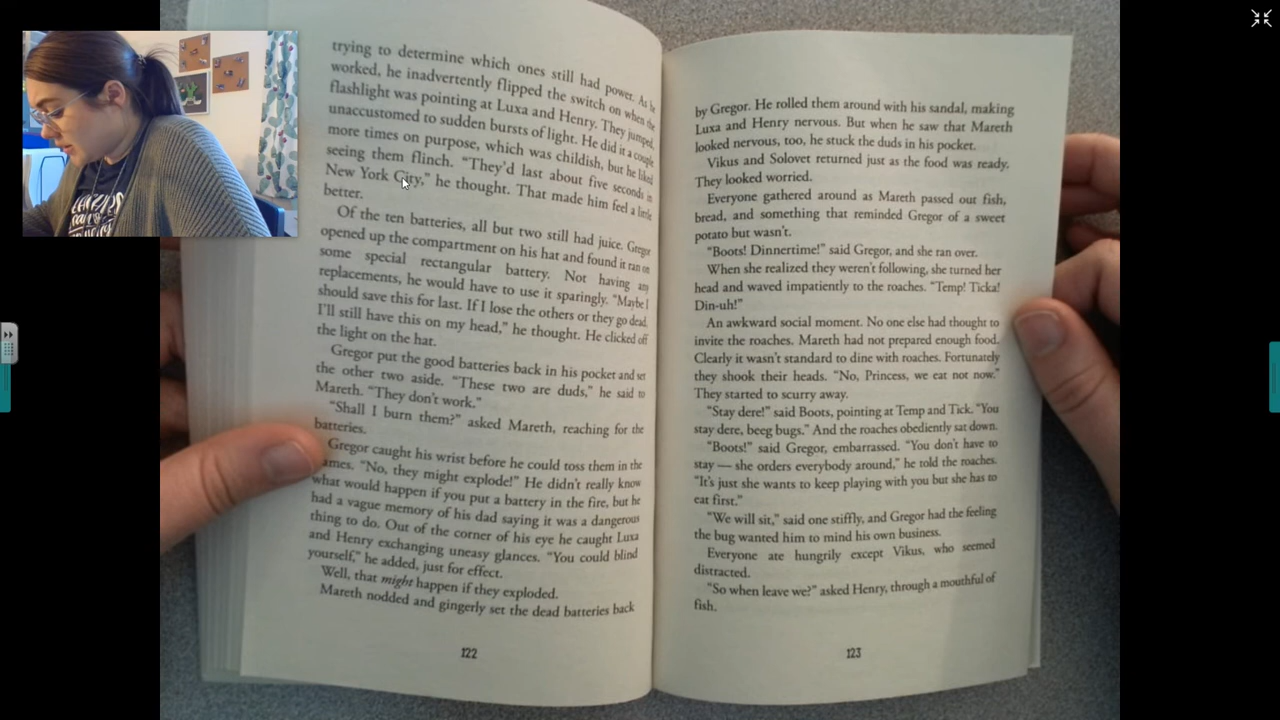 trying to determine which ones still had power. As he
worked, he inadvertently flipped the switch on when the
flashlight was pointing at Luxa and Henry. They jumped,
unaccustomed to sudden bursts of light. He did it a couple
more times on purpose, which was childish, but he liked
seeing them flinch. "They'd last about five seconds in
New York City," he thought. That made him feel a little
better.
Of the ten batteries, all but two still had juice. Gregor
opened up the compartment on his hat and found it ran on
some special rectangular battery. Not having any
replacements, he would have to use it sparingly. "Maybe I
should save this for last. If I lose the others or they go dead,
I'll still have this on my head," he thought. He clicked off
the light on the hat.
Gregor put the good batteries back in his pocket and set
the other two aside. "These two are duds," he said to
Mareth. "They don't work."
"Shall I burn them?" asked Mareth, reaching for the
batteries.
Gregor caught his wrist before he could toss them in the
ames. "No, they might explode!" He didn't really know
what would happen if you put a battery in the fire, but he
had a vague memory of his dad saying it was a dangerous
thing to do. Out of the corner of his eye he caught Luxa
and Henry exchanging uneasy glances. "You could blind
yourself," he added, just for effect.
Well, that might happen if they exploded.
Mareth nodded and gingerly set the dead batteries back
122
by Gregor. He rolled them around with his sandal, making
Luxa and Henry nervous. But when he saw that Mareth
looked nervous, too, he stuck the duds in his pocket.
Vikus and Solovet returned just as the food was ready.
They looked worried.
Everyone gathered around as Mareth passed out fish,
bread, and something that reminded Gregor of a sweet
potato but wasn't.
"Boots! Dinnertime!" said Gregor, and she ran over.
When she realized they weren't following, she turned her
head and waved impatiently to the roaches. "Temp! Ticka!
Din-uh!"
An awkward social moment. No one else had thought to
invite the roaches. Mareth had not prepared enough food.
Clearly it wasn't standard to dine with roaches. Fortunately
they shook their heads. "No, Princess, we eat not now."
They started to scurry away.
"Stay dere!" said Boots, pointing at Temp and Tick. "You
stay dere, beeg bugs." And the roaches obediently sat down.
"Boots!" said Gregor, embarrassed. "You don't have to
stay — she orders everybody around," he told the roaches.
"It's just she wants to keep playing with you but she has to
eat first."
"We will sit," said one stiffly, and Gregor had the feeling
the bug wanted him to mind his own business.
Everyone ate hungrily except Vikus, who seemed
distracted.
"So when leave we?" asked Henry, through a mouthful of
fish.
123